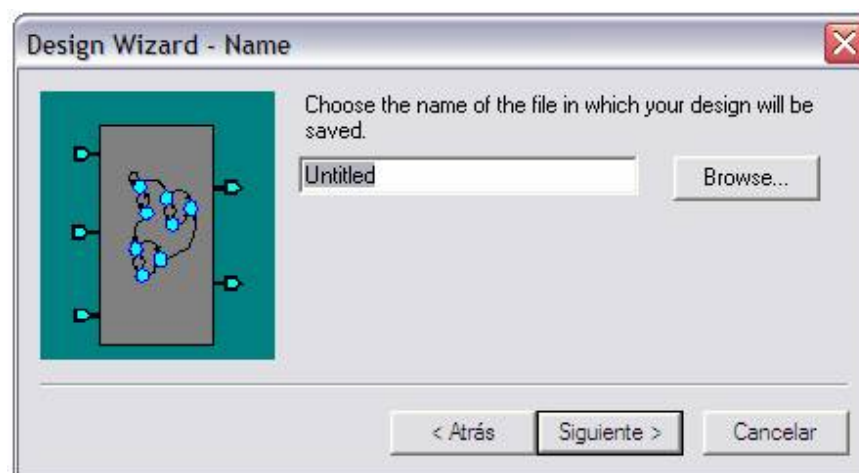 Design Wizard - Name
Choose the name of the file in which your design will be
saved.
Untitled
Browse...
< Atrás
Siguiente >
Cancelar